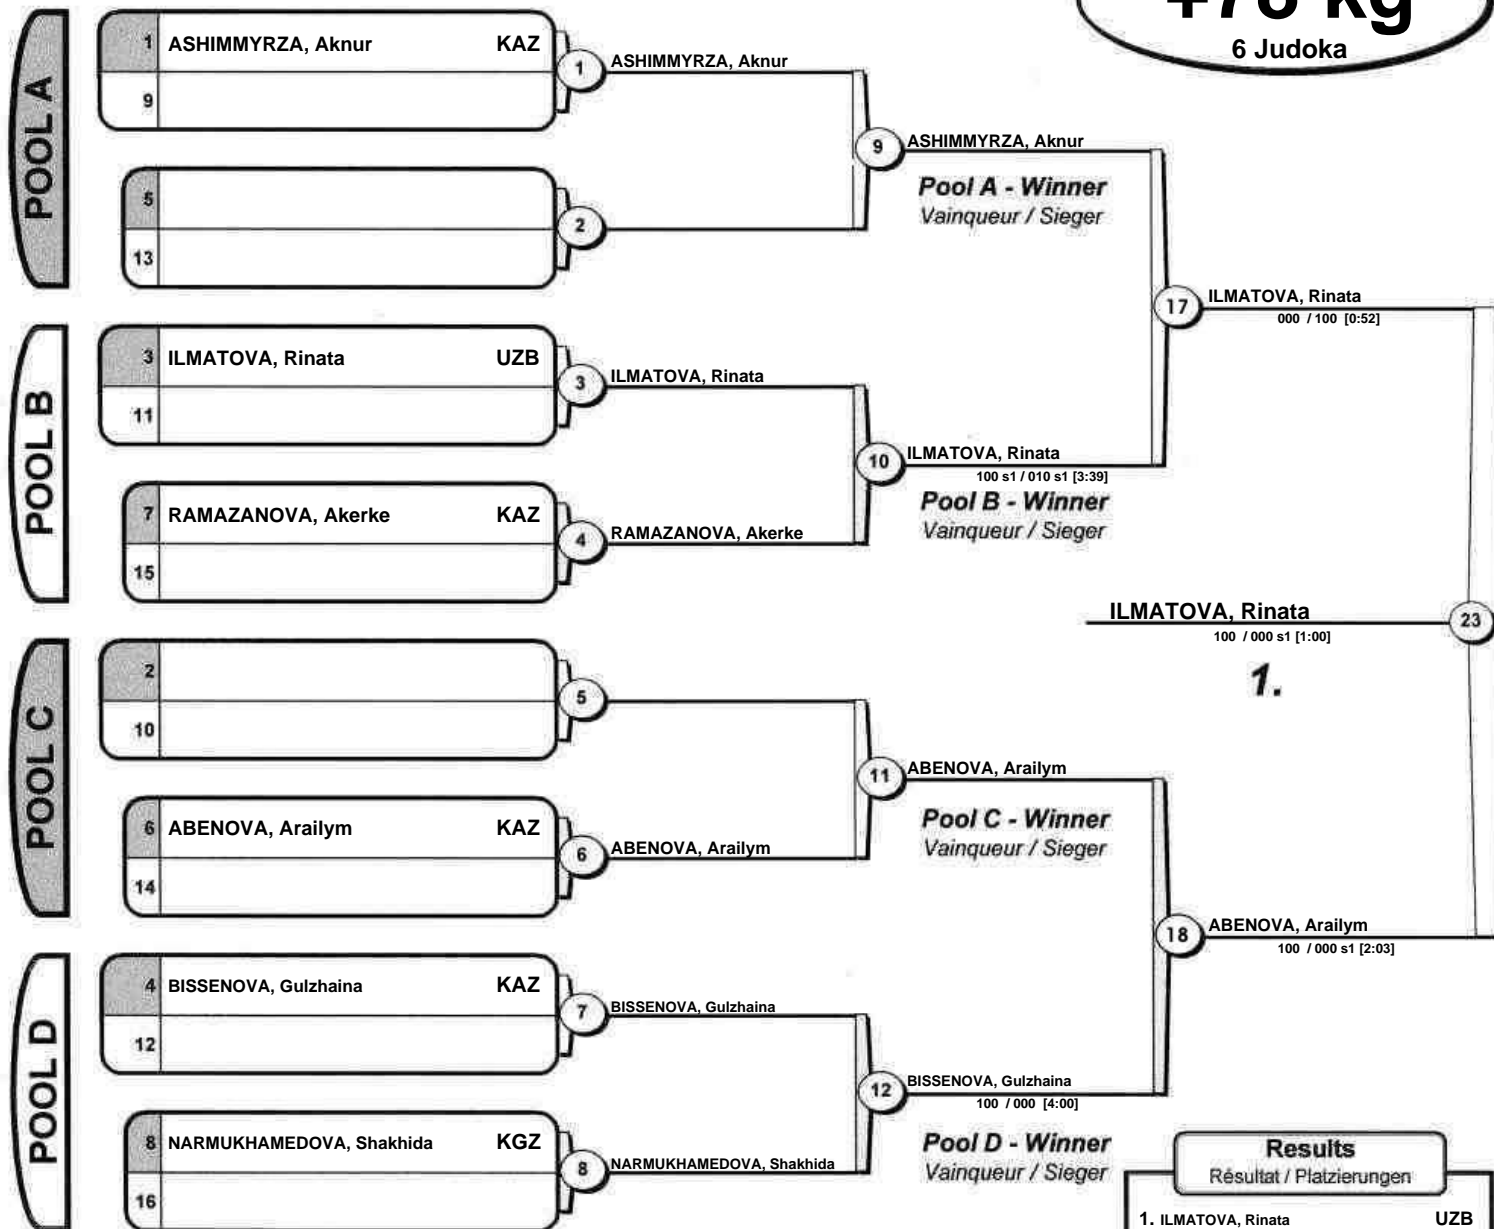 +78 kg
6 Judoka
POOL A
1 ASHIMMYRZA, Aknur KAZ
9
5
13
1 ASHIMMYRZA, Aknur
2
9 ASHIMMYRZA, Aknur
Pool A - Winner
Vainqueur / Sieger
POOL B
3 ILMATOVA, Rinata UZB
11
7 RAMAZANOVA, Akerke KAZ
15
3 ILMATOVA, Rinata
4 RAMAZANOVA, Akerke
10 ILMATOVA, Rinata
100 s1 / 010 s1 [3:39]
Pool B - Winner
Vainqueur / Sieger
17 ILMATOVA, Rinata
000 / 100 [0:52]
ILMATOVA, Rinata 23
100 / 000 s1 [1:00]
1.
POOL C
2
10
6 ABENOVA, Arailym KAZ
14
5
6 ABENOVA, Arailym
11 ABENOVA, Arailym
Pool C - Winner
Vainqueur / Sieger
18 ABENOVA, Arailym
100 / 000 s1 [2:03]
POOL D
4 BISSENOVA, Gulzhaina KAZ
12
8 NARMUKHAMEDOVA, Shakhida KGZ
16
7 BISSENOVA, Gulzhaina
8 NARMUKHAMEDOVA, Shakhida
12 BISSENOVA, Gulzhaina
100 / 000 [4:00]
Pool D - Winner
Vainqueur / Sieger
Results
Résultat / Platzierungen
1. ILMATOVA, Rinata UZB